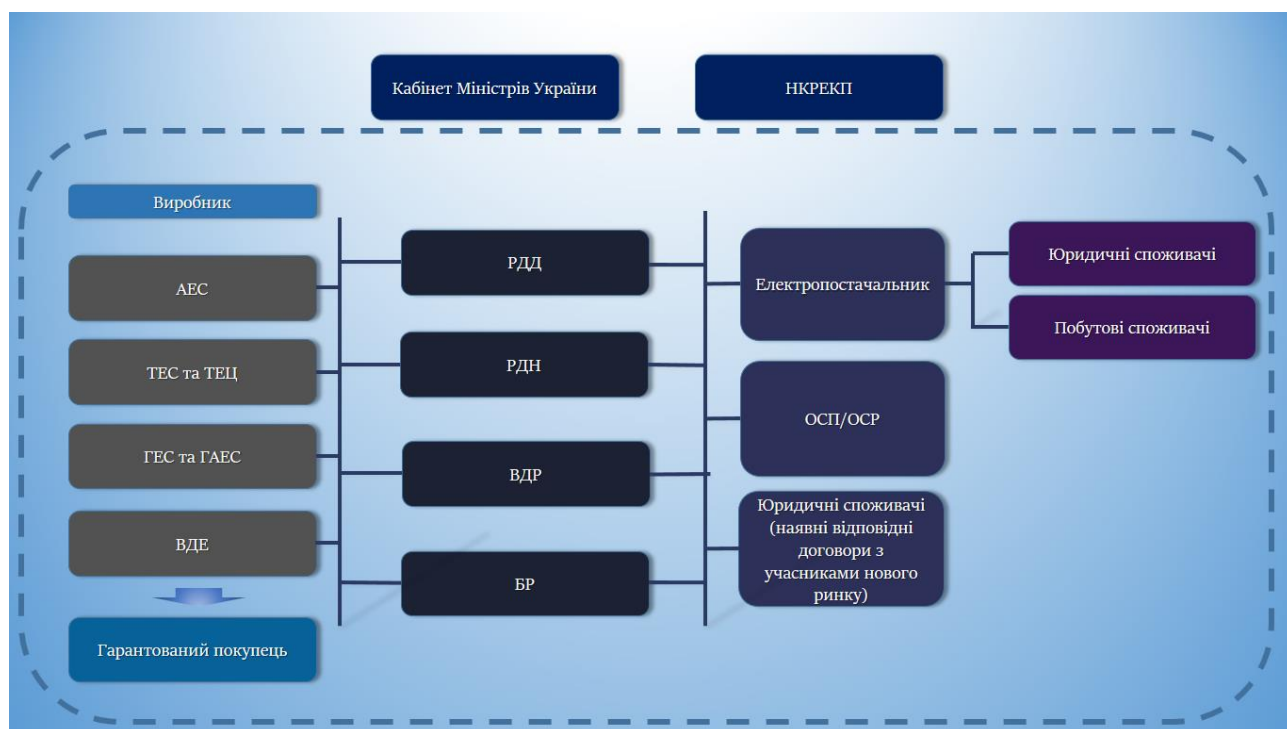 Кабінет Міністрів України
НКРЕКП
Виробник
АЕС
ТЕС та ТЕЦ
ГЕС та ГАЕС
ВДЕ
Гарантований покупець
РДД
РДН
ВДР
БР
Електропостачальник
ОСП/ОСР
Юридичні споживачі
(наявні відповідні
договори з
учасниками нового
ринку)
Юридичні споживачі
Побутові споживачі